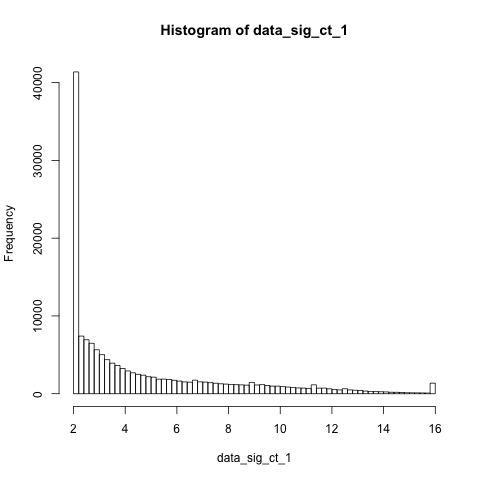 Histogram of data_sig_ct_1
Frequency
40000
30000
20000
10000
0
2 4 6 8 10 12 14 16
data_sig_ct_1